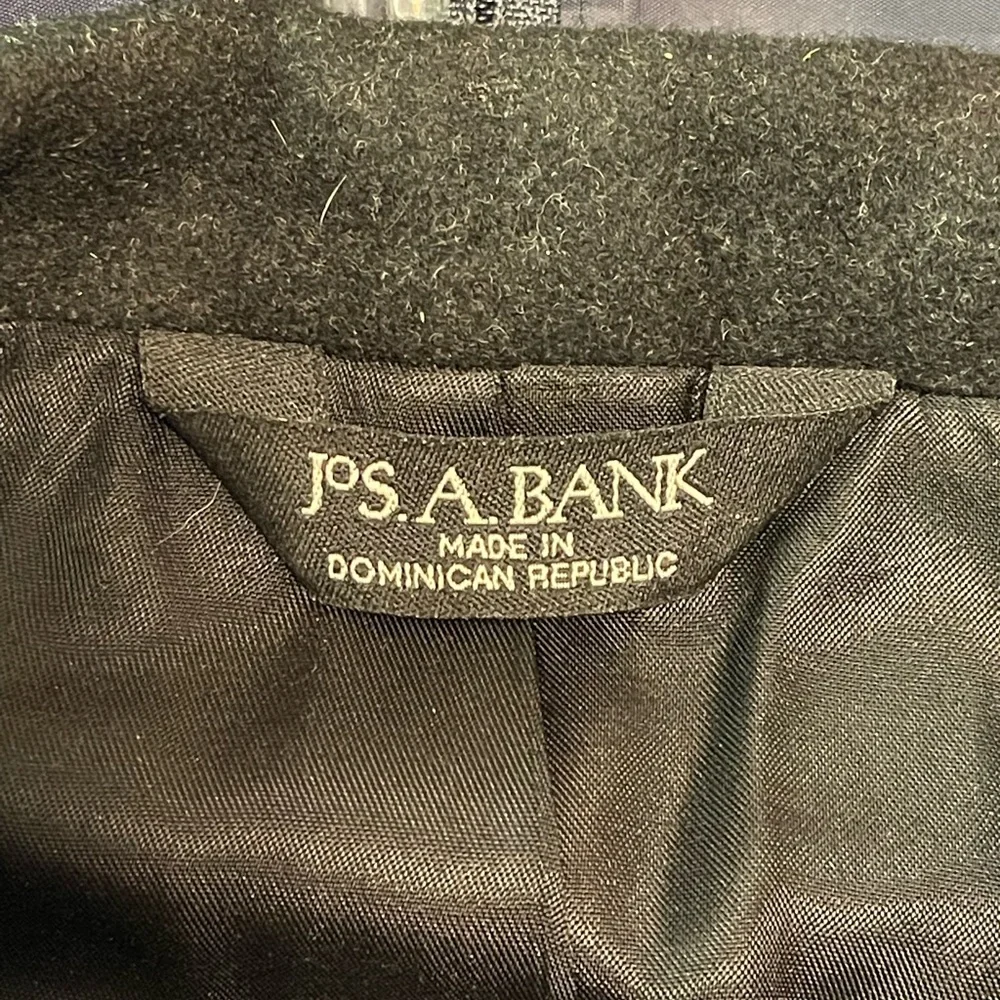 JOS. A. BANK
MADE IN
DOMINICAN REPUBLIC